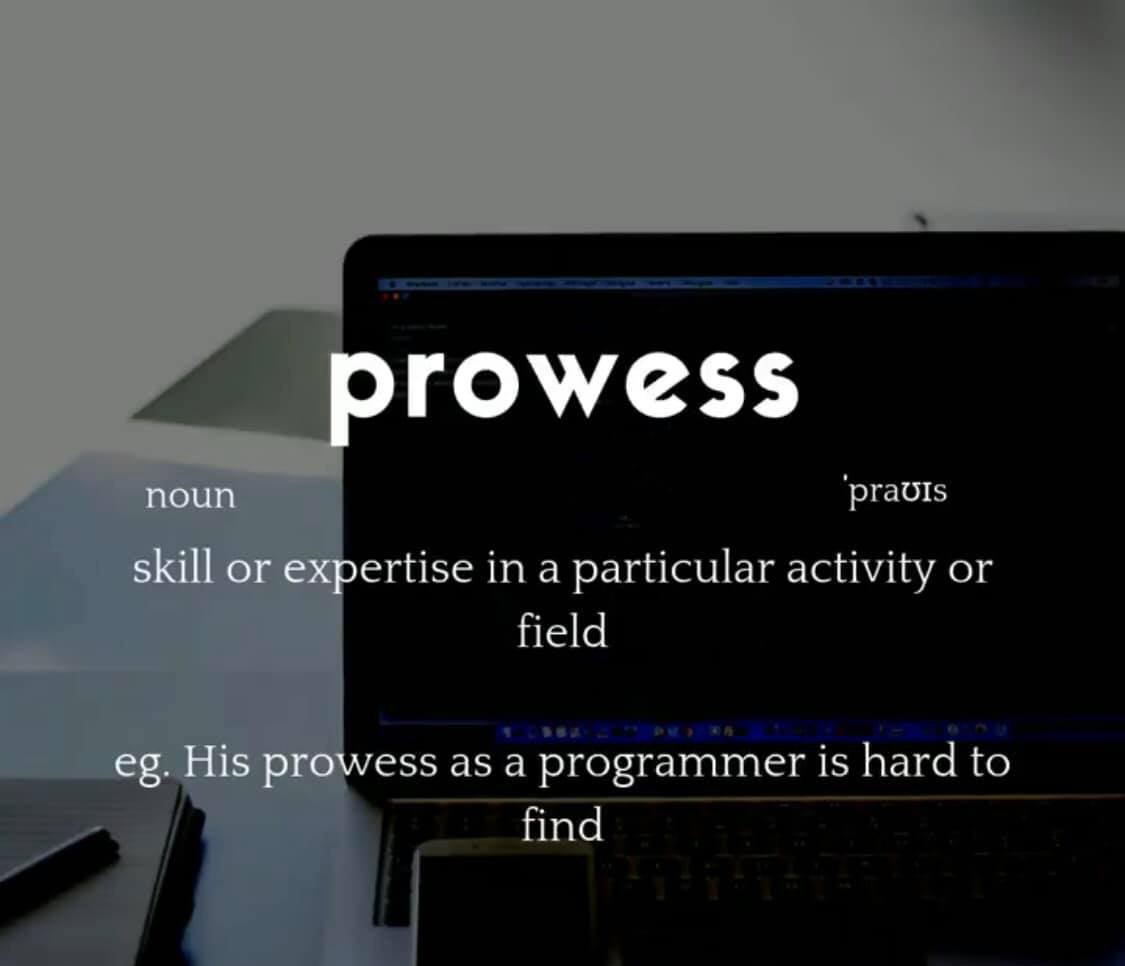 prowess
noun ˈpraʊɪs
skill or expertise in a particular activity or
field
eg. His prowess as a programmer is hard to
find